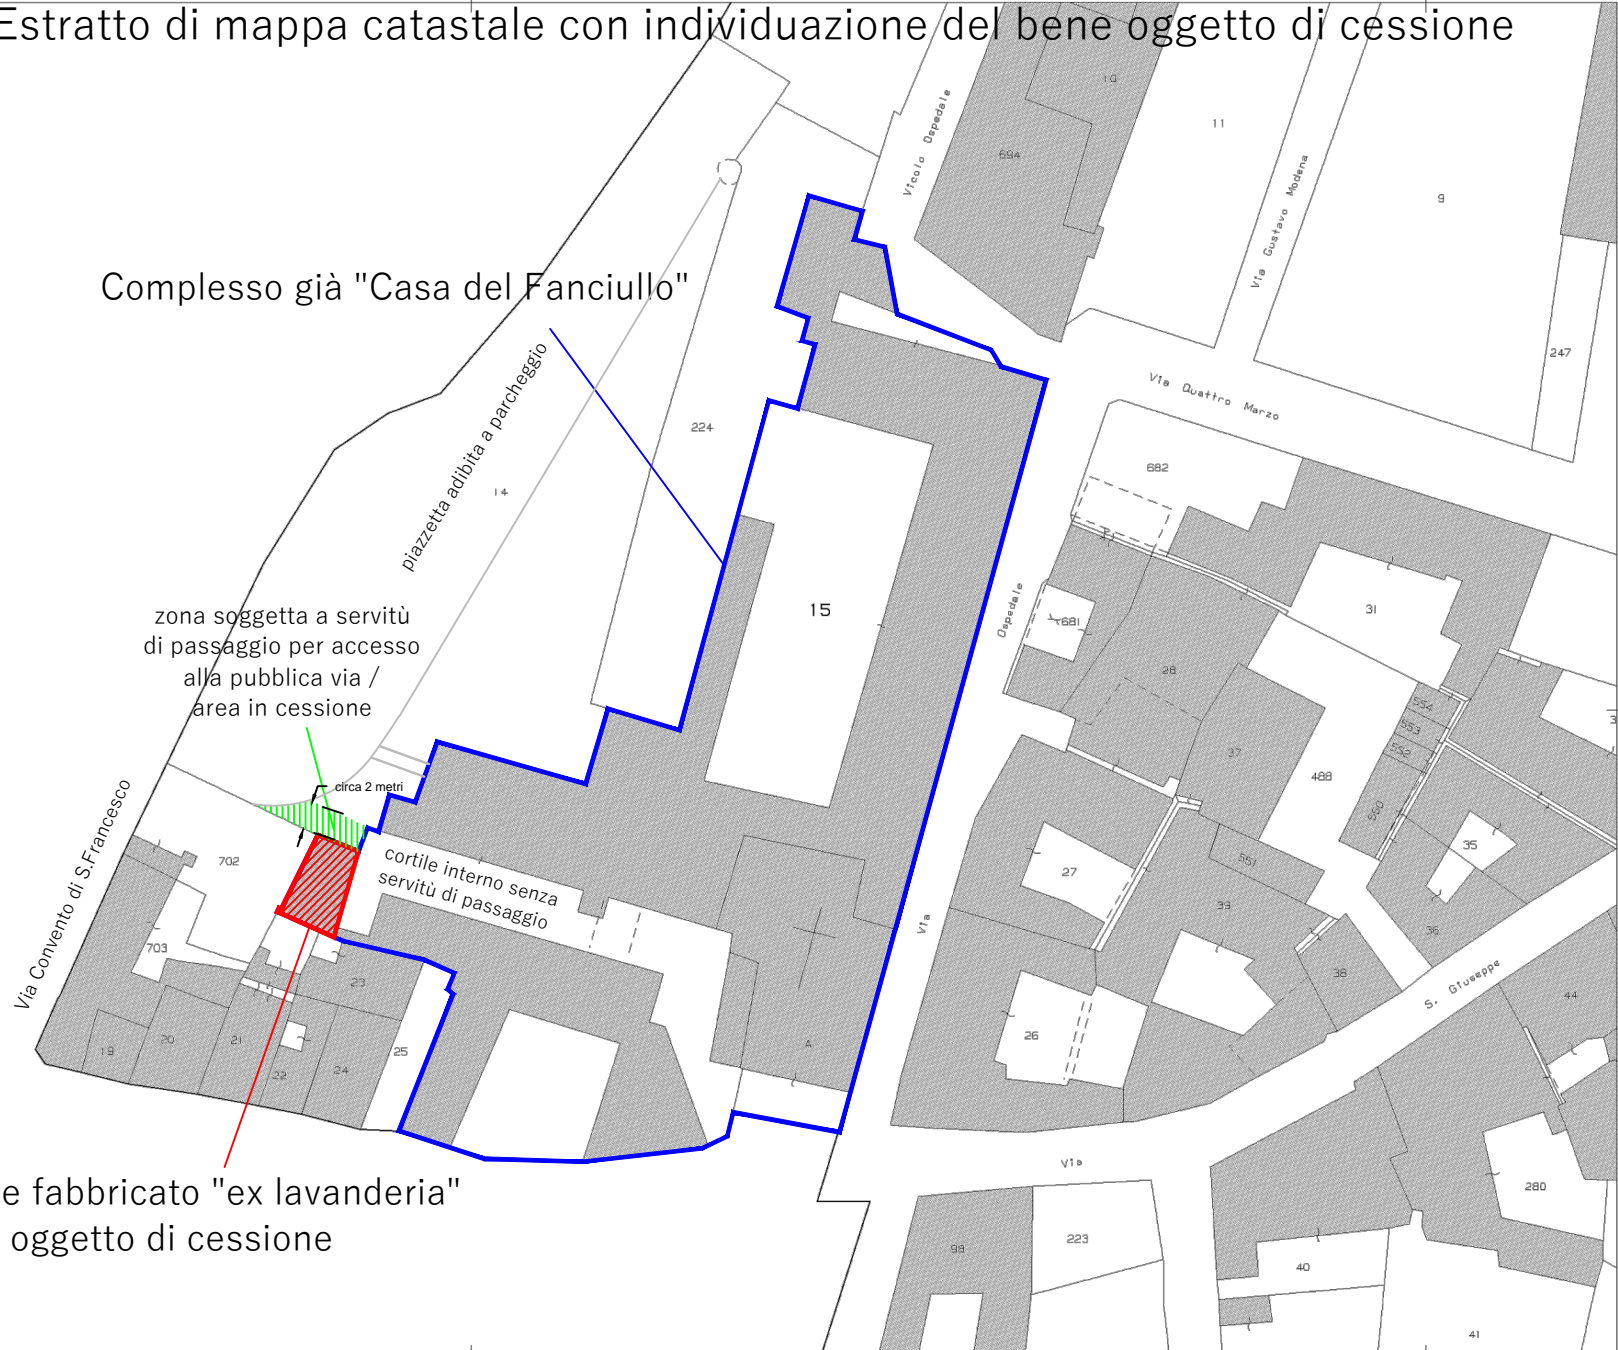 Estratto di mappa catastale con individuazione del bene oggetto di cessione
10
11
Vicolo Ospedale
694
Via Gustavo Modena
9
Complesso già "Casa del Fanciullo"
247
piazzetta adibita a parcheggio
Via Quattro Marzo
224
682
14
15
31
zona soggetta a servitù
di passaggio per accesso
alla pubblica via /
area in cessione
Ospedale
681
28
554
553
552
550
37
488
circa 2 metri
Via Convento di S.Francesco
702
cortile interno senza
servitù di passaggio
35
27
551
39
36
Via
703
38
S. Giuseppe
44
23
26
19
20
21
22
24
25
A
Via
e fabbricato "ex lavanderia"
oggetto di cessione
280
223
40
41